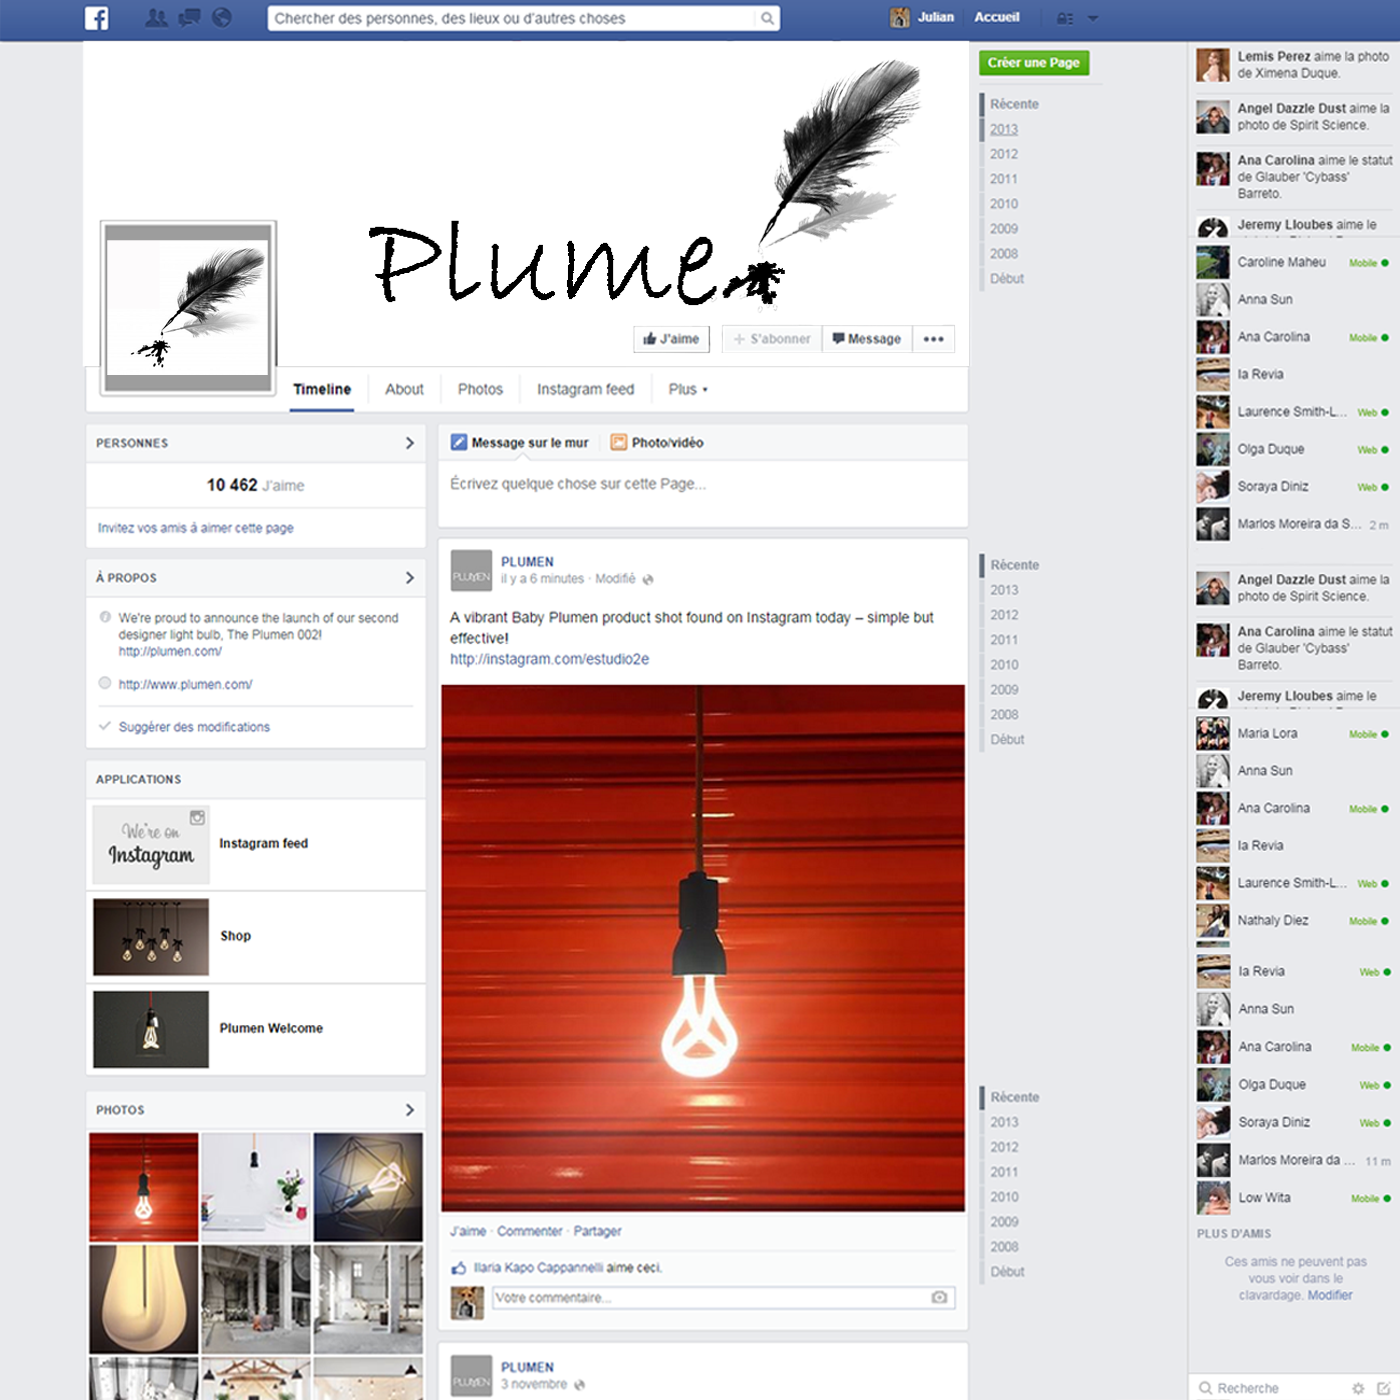 Chercher des personnes, des lieux ou d'autres choses
Julian
Accueil
Plume
J'aime
+ S'abonner
Message
Timeline
About
Photos
Instagram feed
Plus
PERSONNES
10 462 J'aime
Invitez vos amis á aimer cette page
À PROPOS
We're proud to announce the launch of our second
designer light bulb, The Plumen 002!
http://plumen.com/
http://www.plumen.com/
Suggérer des modifications
APPLICATIONS
We're on
Instagram
Instagram feed
Shop
Plumen Welcome
PHOTOS
Message sur le mur
Photo/vidéo
Écrivez quelque chose sur cette Page...
PLUMEN
PLUMEN
il y a 6 minutes · Modifié
A vibrant Baby Plumen product shot found on Instagram today – simple but
effective!
http://instagram.com/estudio2e
J'aime · Commenter · Partager
Ilaria Kapo Cappannelli aime ceci.
Votre commentaire...
PLUMEN
PLUMEN
3 novembre
Créer une Page
Récente
2013
2012
2011
2010
2009
2008
Début
Récente
2013
2012
2011
2010
2009
2008
Début
Récente
2013
2012
2011
2010
2009
2008
Début
Lemis Perez aime la photo
de Ximena Duque.
Angel Dazzle Dust aime la
photo de Spirit Science.
Ana Carolina aime le statut
de Glauber 'Cybass'
Barreto.
Jeremy Lloubes aime le
Caroline Maheu Mobile
Anna Sun
Ana Carolina Mobile
Ia Revia
Laurence Smith-L... Web
Olga Duque Web
Soraya Diniz Web
Marlos Moreira da S... 2 m
Angel Dazzle Dust aime la
photo de Spirit Science.
Ana Carolina aime le statut
de Glauber 'Cybass'
Barreto.
Jeremy Lloubes aime le
Maria Lora Mobile
Anna Sun
Ana Carolina Mobile
Ia Revia
Laurence Smith-L... Web
Nathaly Diez Mobile
Ia Revia Web
Anna Sun
Ana Carolina Mobile
Olga Duque Web
Soraya Diniz Web
Marlos Moreira da ... 11 m
Low Wita Mobile
PLUS D'AMIS
Ces amis ne peuvent pas
vous voir dans le
clavardage. Modifier
Recherche